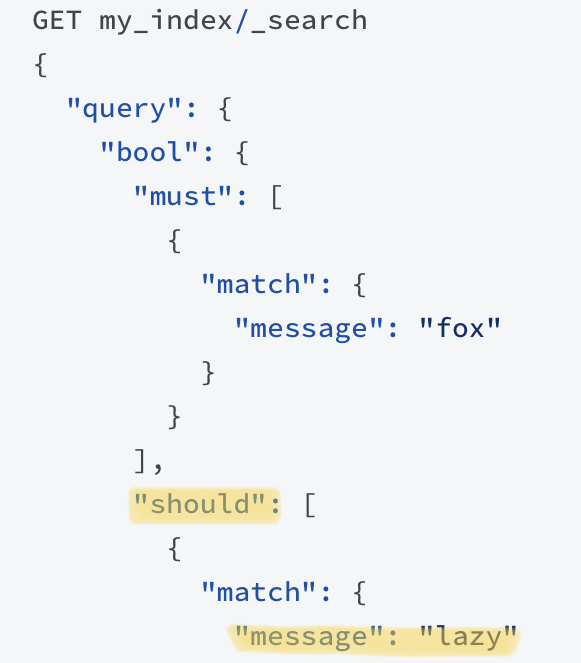 GET my_index/_search
{
"query": {
"bool": {
"must": [
{
"match": {
"message": "fox"
}
}
],
"should": [
{
"match": {
"message": "lazy"